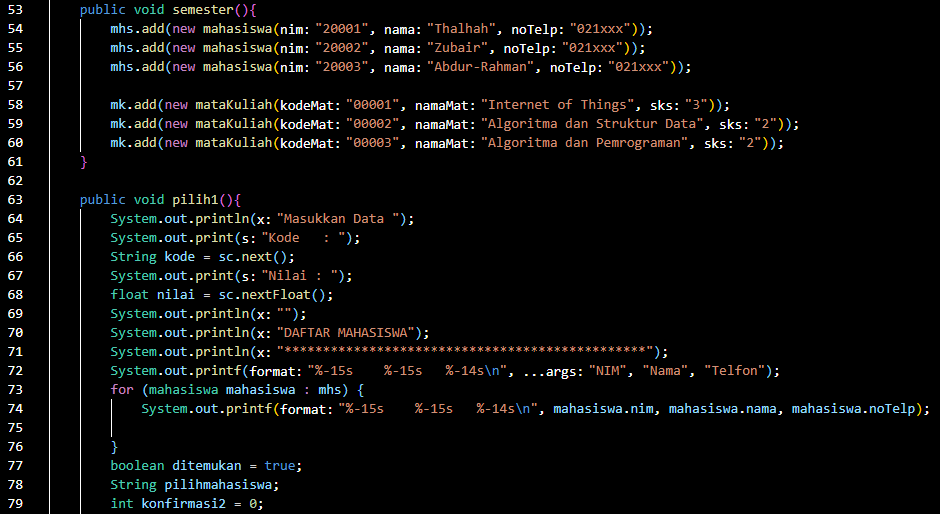 53 public void semester(){
54 mhs.add(new mahasiswa(nim: "20001", nama: "Thalhah", noTelp: "021xxx"));
55 mhs.add(new mahasiswa(nim: "20002", nama: "Zubair", noTelp: "021xxx"));
56 mhs.add(new mahasiswa(nim: "20003", nama: "Abdur-Rahman", noTelp: "021xxx"));
57
58 mk.add(new mataKuliah(kodeMat: "00001", namaMat: "Internet of Things", sks: "3"));
59 mk.add(new mataKuliah(kodeMat: "00002", namaMat: "Algoritma dan Struktur Data", sks: "2"));
60 mk.add(new mataKuliah(kodeMat: "00003", namaMat: "Algoritma dan Pemrograman", sks: "2"));
61 }
62
63 public void pilih1(){
64 System.out.println(x: "Masukkan Data ");
65 System.out.print(s: "Kode   : ");
66 String kode = sc.next();
67 System.out.print(s: "Nilai : ");
68 float nilai = sc.nextFloat();
69 System.out.println(x: "");
70 System.out.println(x: "DAFTAR MAHASISWA");
71 System.out.println(x: "***********************************************");
72 System.out.printf(format: "%-15s    %-15s   %-14s\n", ...args: "NIM", "Nama", "Telfon");
73 for (mahasiswa mahasiswa : mhs) {
74 System.out.printf(format: "%-15s    %-15s   %-14s\n", mahasiswa.nim, mahasiswa.nama, mahasiswa.noTelp);
75
76 }
77 boolean ditemukan = true;
78 String pilihmahasiswa;
79 int konfirmasi2 = 0;